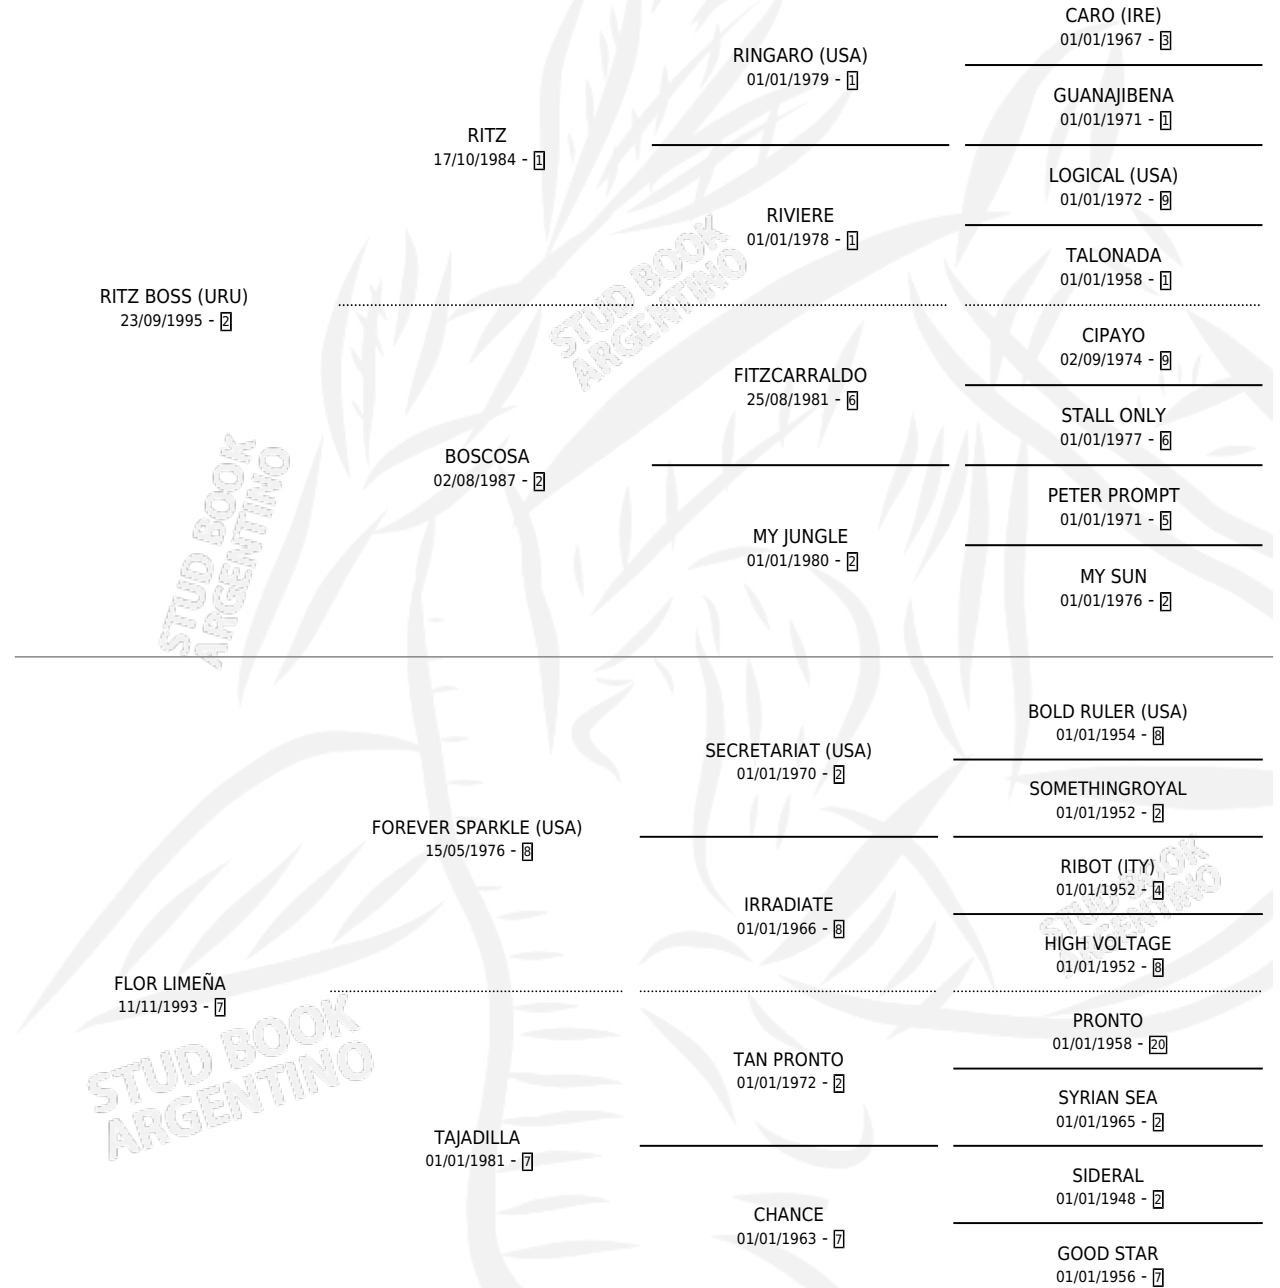 CARO (IRE)
01/01/1967 - 3
RINGARO (USA)
01/01/1979 - 1
GUANAJIBENA
01/01/1971 - 1
RITZ
17/10/1984 - 1
LOGICAL (USA)
01/01/1972 - 9
RIVIERE
01/01/1978 - 1
TALONADA
01/01/1958 - 1
RITZ BOSS (URU)
23/09/1995 - 2
CIPAYO
02/09/1974 - 9
FITZCARRALDO
25/08/1981 - 6
STALL ONLY
01/01/1977 - 6
BOSCOSA
02/08/1987 - 2
PETER PROMPT
01/01/1971 - 5
MY JUNGLE
01/01/1980 - 2
MY SUN
01/01/1976 - 2
BOLD RULER (USA)
01/01/1954 - 8
SECRETARIAT (USA)
01/01/1970 - 2
SOMETHINGROYAL
01/01/1952 - 2
FOREVER SPARKLE (USA)
15/05/1976 - 8
RIBOT (ITY)
01/01/1952 - 4
IRRADIATE
01/01/1966 - 8
HIGH VOLTAGE
01/01/1952 - 8
FLOR LIMEÑA
11/11/1993 - 7
PRONTO
01/01/1958 - 20
TAN PRONTO
01/01/1972 - 2
SYRIAN SEA
01/01/1965 - 2
TAJADILLA
01/01/1981 - 7
SIDERAL
01/01/1948 - 2
CHANCE
01/01/1963 - 7
GOOD STAR
01/01/1956 - 7
STUD BOOK
ARGENTINO
STUD BOOK
ARGENTINO
STUD BOOK
ARGENTINO
STUD BOOK
ARGENTINO